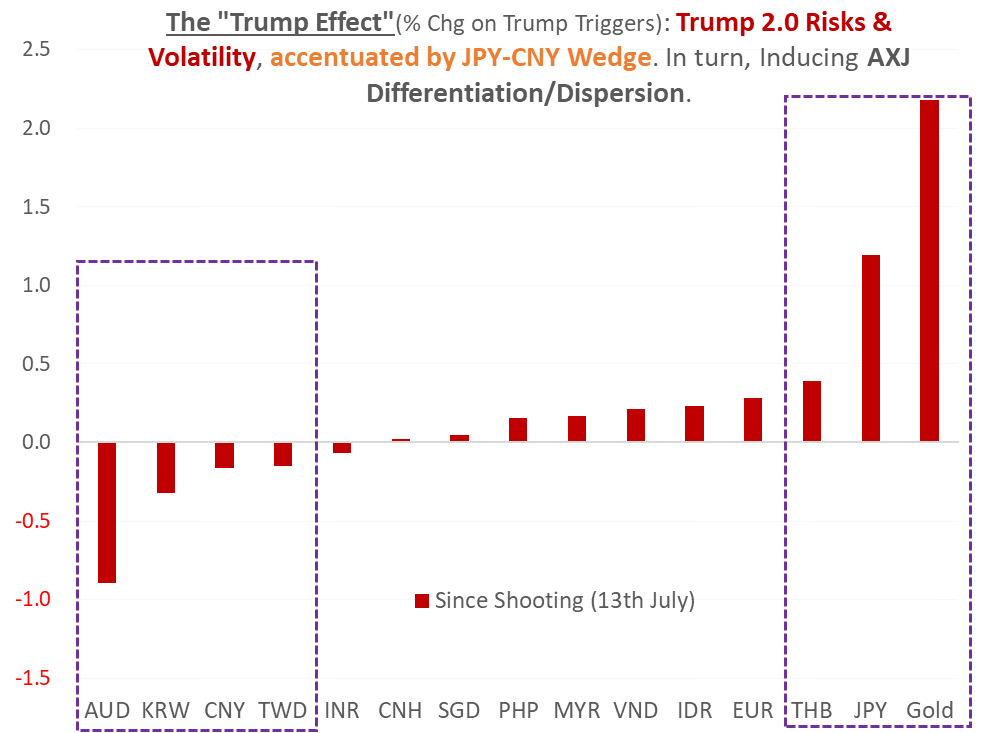 The "Trump Effect"(% Chg on Trump Triggers): Trump 2.0 Risks &
Volatility, accentuated by JPY-CNY Wedge. In turn, Inducing AXJ
Differentiation/Dispersion.
2.5
2.0
1.5
1.0
0.5
0.0
-0.5
-1.0
-1.5
Since Shooting (13th July)
AUD KRW CNY TWD INR CNH SGD PHP MYR VND IDR EUR THB JPY Gold